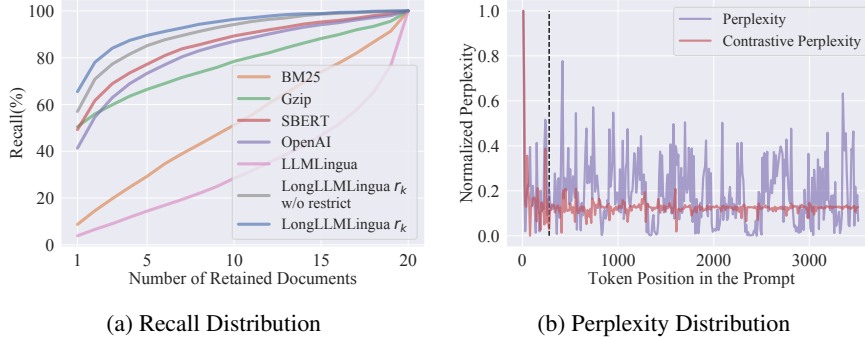 100
80
60
40
20
0
Recall(%)
BM25
Gzip
SBERT
OpenAI
LLMLingua
LongLLMLingua r_k
w/o restrict
LongLLMLingua r_k
1 5 10 15 20
Number of Retained Documents
(a) Recall Distribution
1.0
0.8
0.6
0.4
0.2
0.0
Normalized Perplexity
Perplexity
Contrastive Perplexity
0 1000 2000 3000
Token Position in the Prompt
(b) Perplexity Distribution